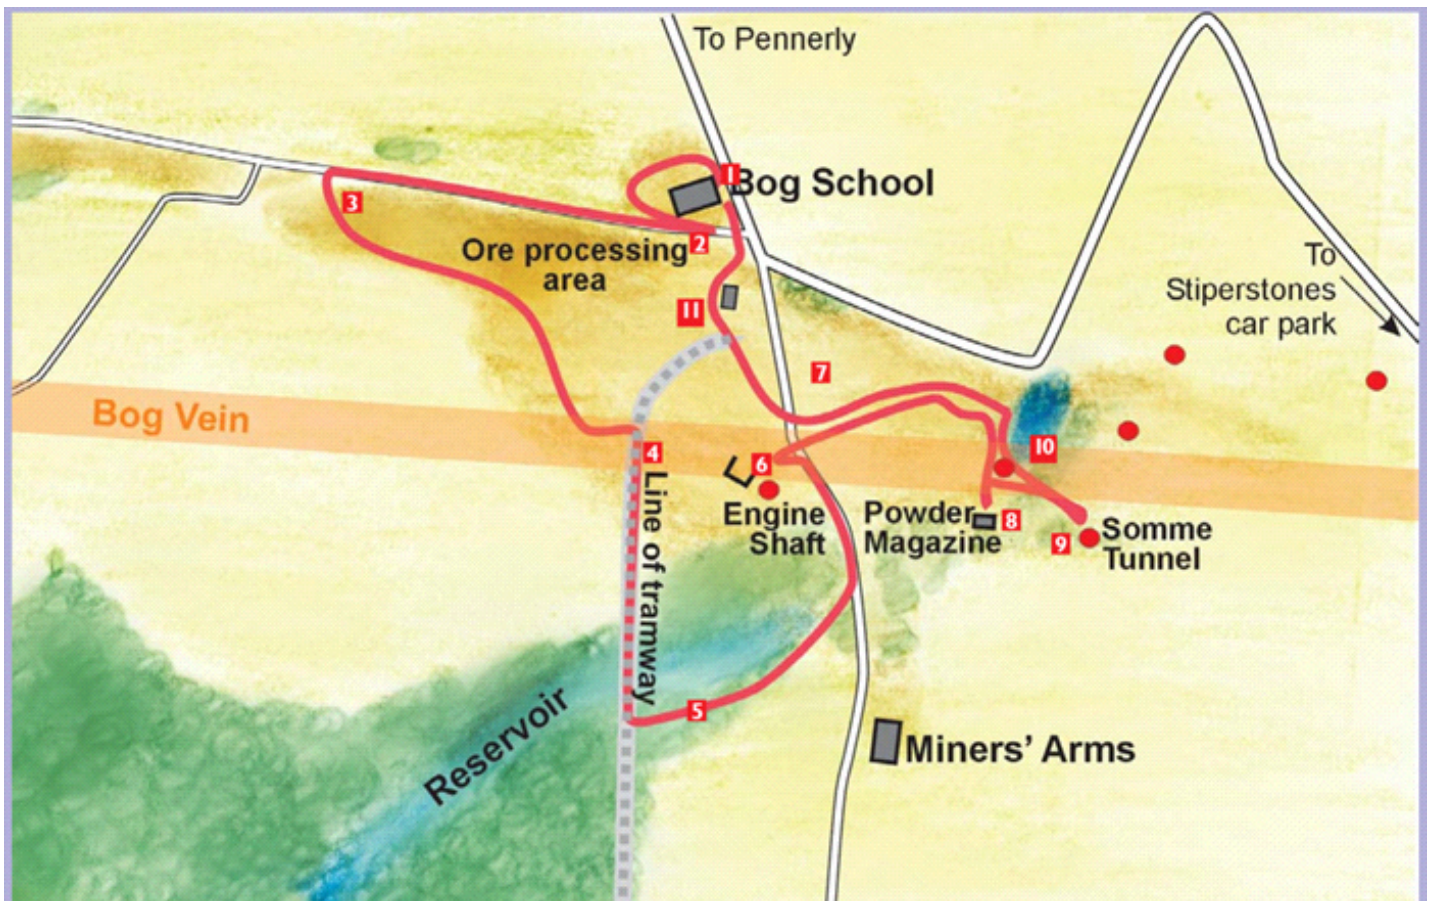 To Pennerly
1
Bog School
3
2
Ore processing
area
To
Stiperstones
car park
11
7
Bog Vein
4
6
10
Line of tramway
Engine
Shaft
Powder
Magazine
8
9
Somme
Tunnel
5
Reservoir
Miners’ Arms